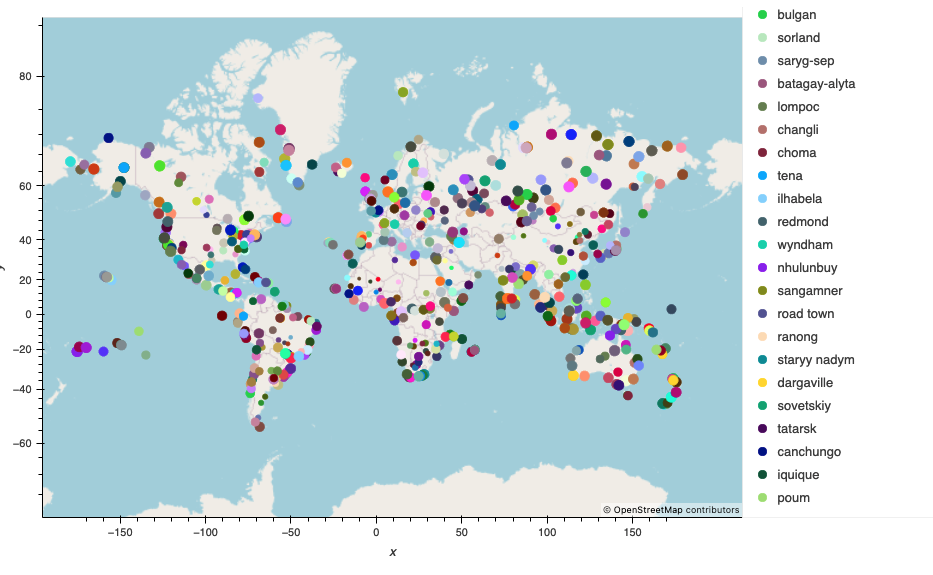 bulgan
sorland
saryg-sep
batagay-alyta
lompoc
changli
choma
tena
ilhabela
redmond
wyndham
nhulunbuy
sangamner
road town
ranong
staryy nadym
dargaville
sovetskiy
tatarsk
canchungo
iquique
poum
80
60
40
20
0
−20
−40
−60
y
© OpenStreetMap contributors
−150
−100
−50
0
50
100
150
x